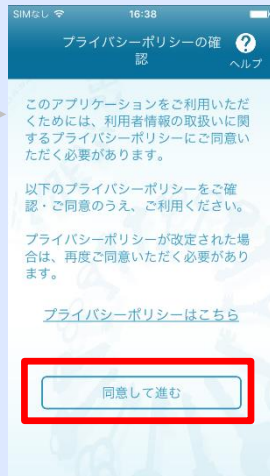 SIMなし 16:38
プライバシーポリシーの確
認
?
ヘルプ
このアプリケーションをご利用いただ
くためには、利用者情報の取扱いに関
するプライバシーポリシーにご同意い
ただく必要があります。
以下のプライバシーポリシーをご確
認・ご同意のうえ、ご利用ください。
プライバシーポリシーが改定された場
合は、再度ご同意いただく必要があり
ます。
プライバシーポリシーはこちら
同意して進む